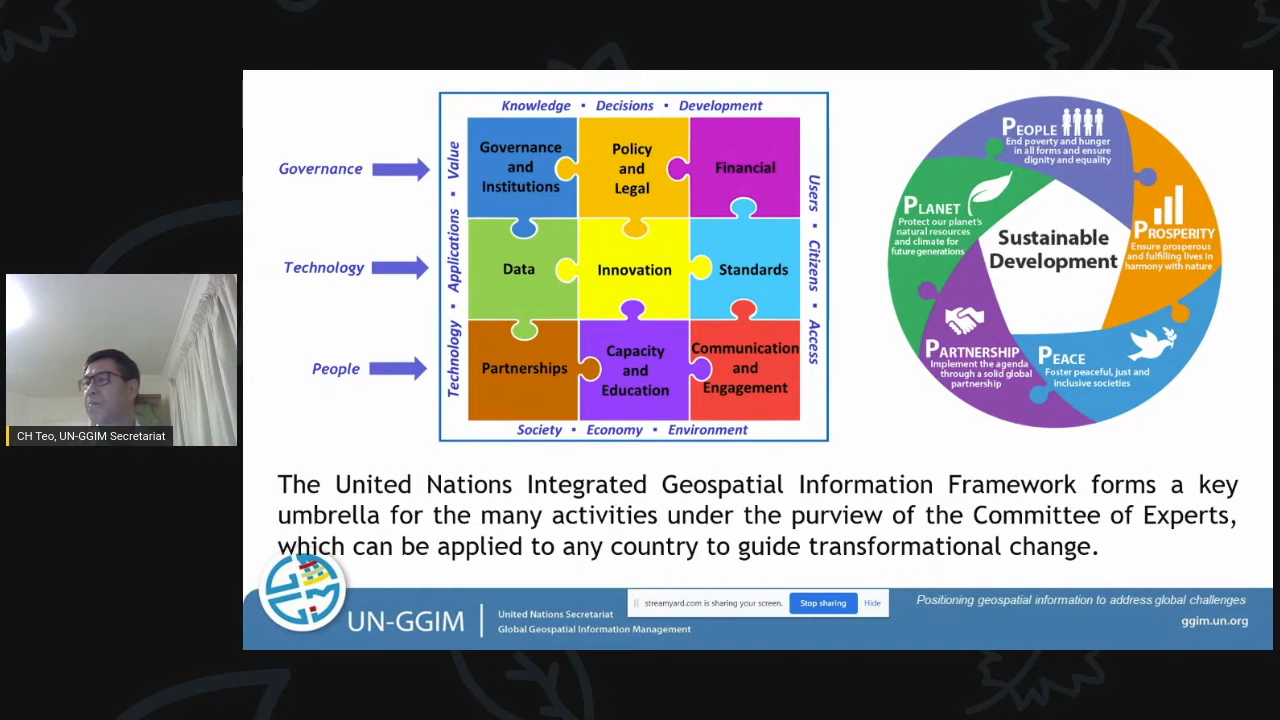 Knowledge ▪ Decisions ▪ Development
Governance
Technology
People
Technology ▪ Applications ▪ Value
Governance
and
Institutions
Policy
and
Legal
Financial
Data
Innovation
Standards
Partnerships
Capacity
and
Education
Communication
and
Engagement
Users ▪ Citizens ▪ Access
Society ▪ Economy ▪ Environment
PEOPLE
End poverty and hunger
in all forms and ensure
dignity and equality
PLANET
Protect our planet's
natural resources
and climate for
future generations
PROSPERITY
Ensure prosperous
and fulfilling lives in
harmony with nature
Sustainable
Development
PARTNERSHIP
Implement the agenda
through a solid global
partnership
PEACE
Foster peaceful, just and
inclusive societies
CH Teo, UN-GGIM Secretariat
The United Nations Integrated Geospatial Information Framework forms a key
umbrella for the many activities under the purview of the Committee of Experts,
which can be applied to any country to guide transformational change.
UN-GGIM
United Nations Secretariat
Global Geospatial Information Management
streamyard.com is sharing your screen.
Stop sharing
Hide
Positioning geospatial information to address global challenges
ggim.un.org